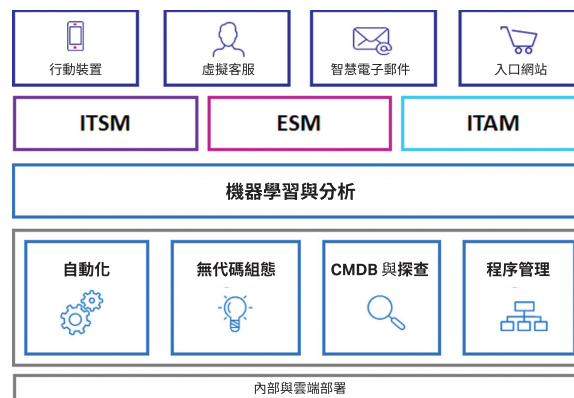 行動裝置
虛擬客服
智慧電子郵件
入口網站
ITSM
ESM
ITAM
機器學習與分析
自動化
無代碼組態
CMDB 與探查
程序管理
內部與雲端部署